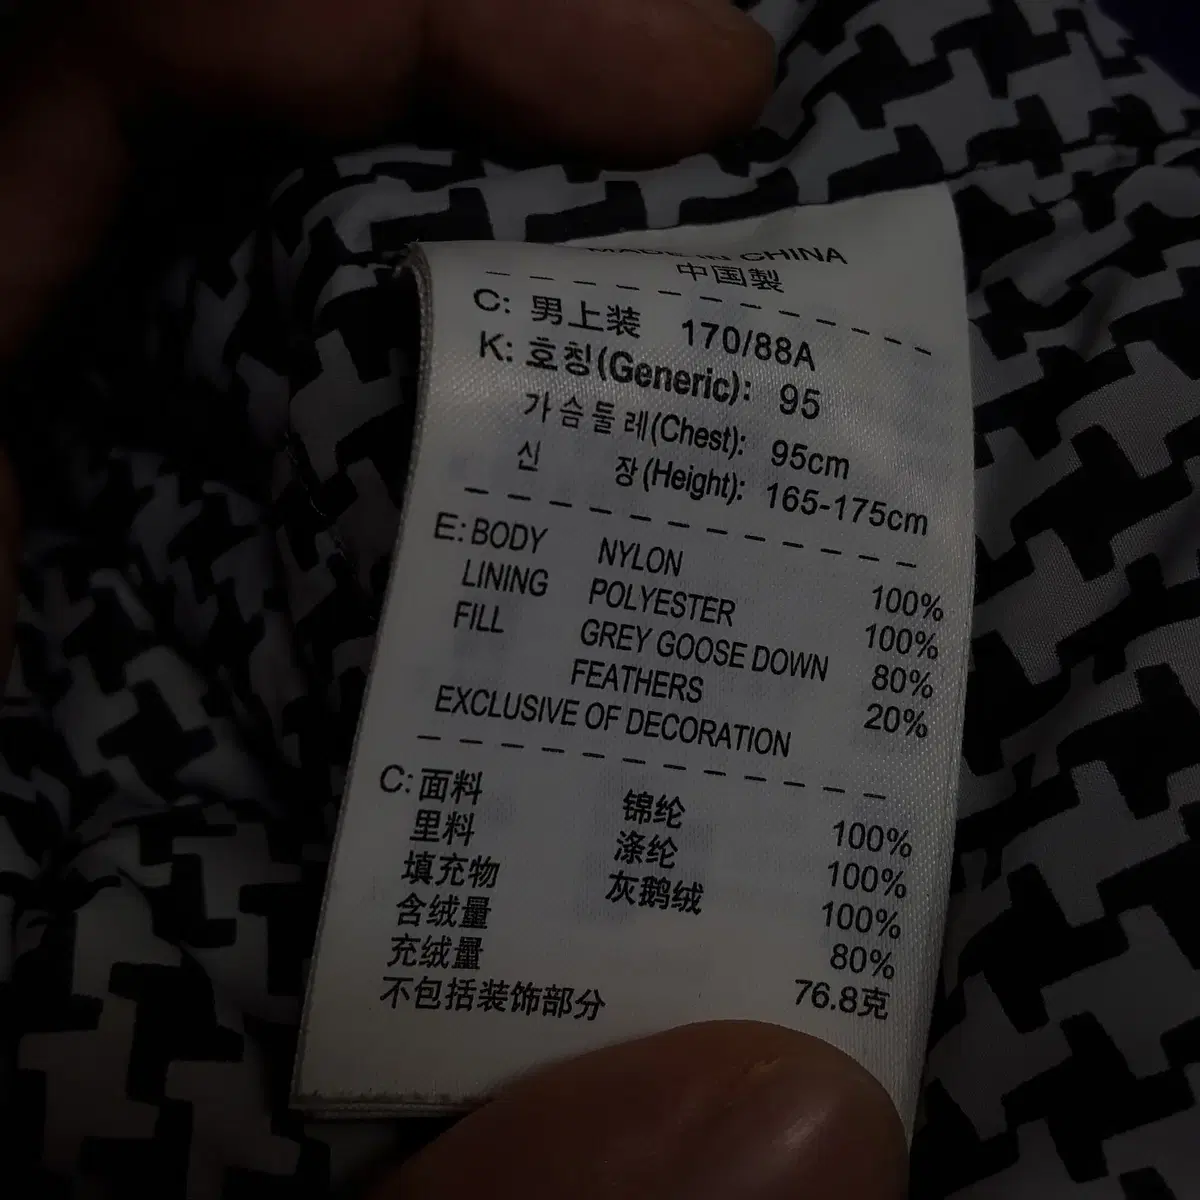 MADE IN CHINA
中国製
C: 男上装 170/88A
K: 호칭(Generic): 95
가슴둘레(Chest): 95cm
신 장(Height): 165-175cm
E: BODY NYLON 100%
LINING POLYESTER 100%
FILL GREY GOOSE DOWN 80%
FEATHERS 20%
EXCLUSIVE OF DECORATION
C: 面料 锦纶 100%
里料 涤纶 100%
填充物 灰鹅绒 100%
含绒量 80%
充绒量 76.8克
不包括装饰部分